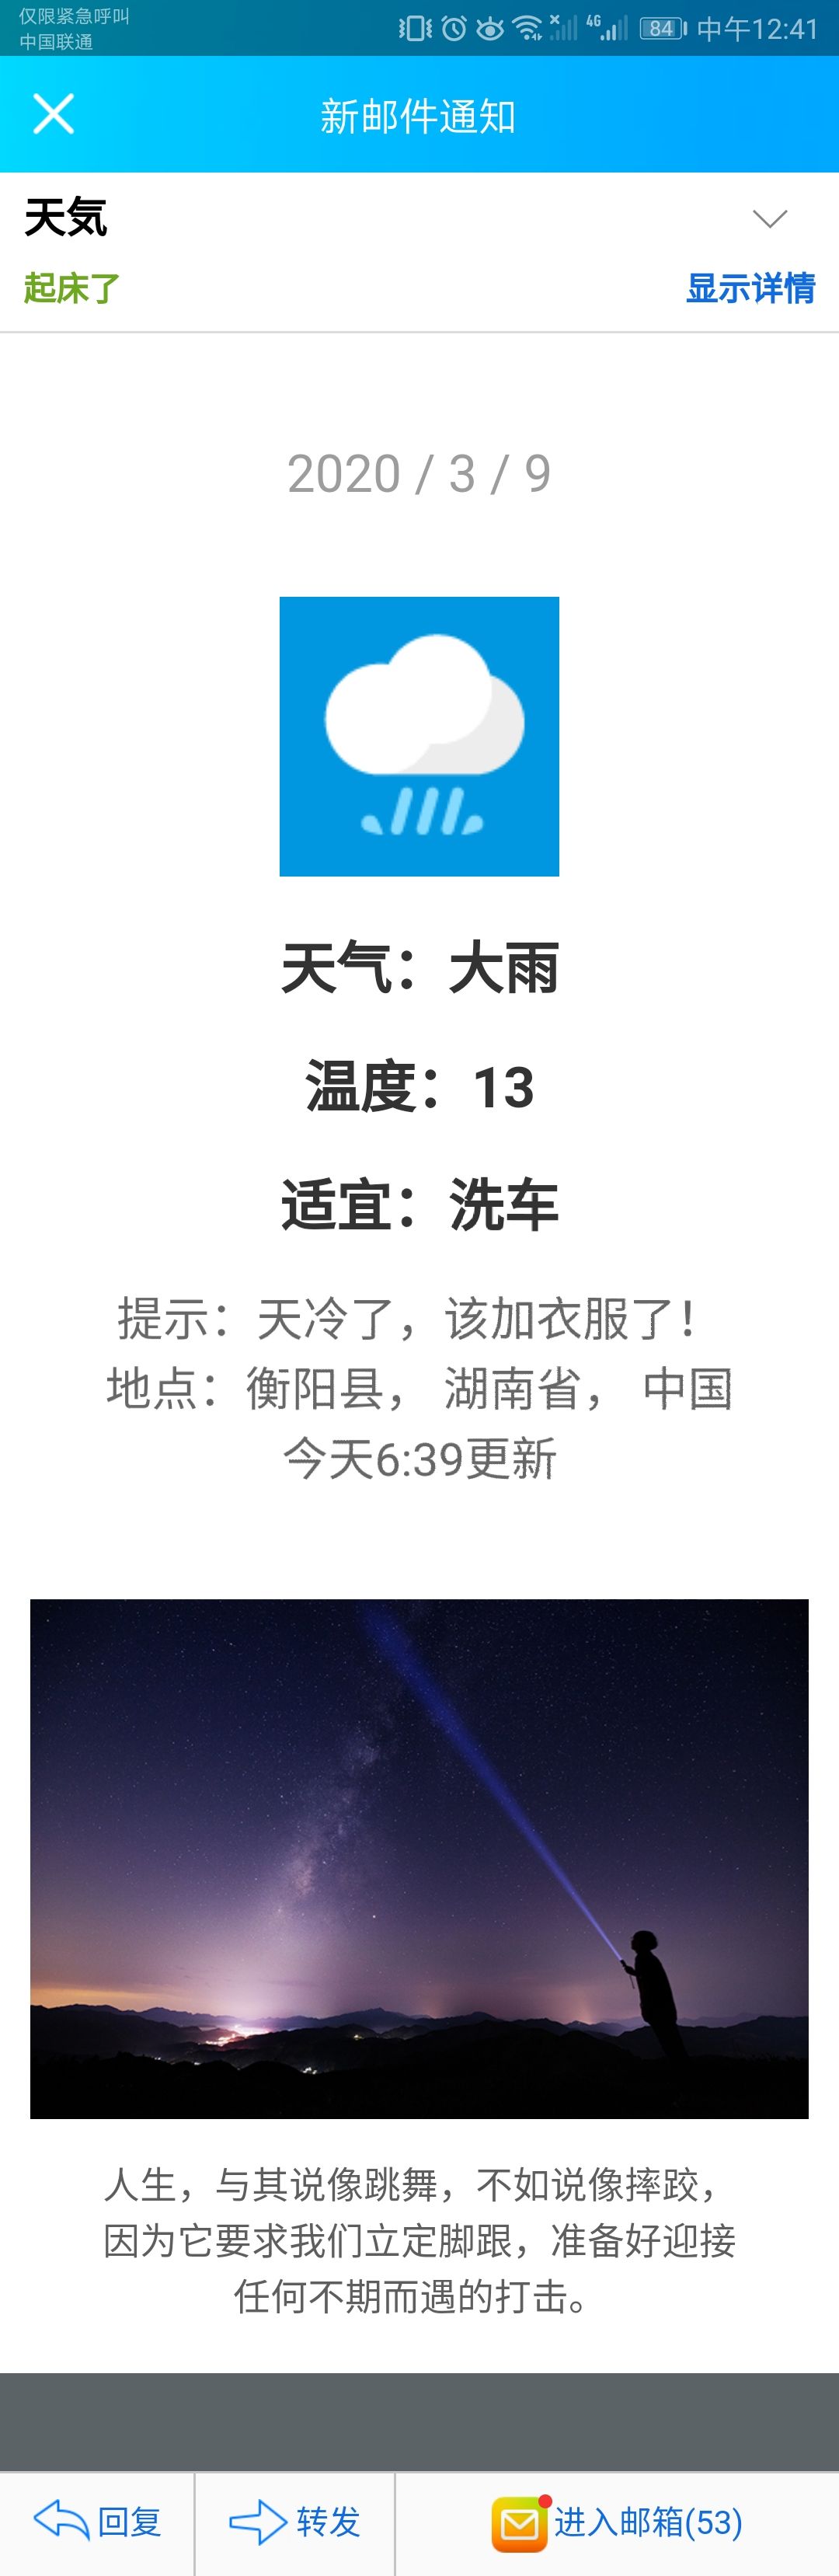 仅限紧急呼叫
中国联通
4G
84
中午12:41
新邮件通知
天気
起床了
显示详情
2020 / 3 / 9
天气：大雨
温度：13
适宜：洗车
提示：天冷了，该加衣服了！
地点：衡阳县， 湖南省， 中国
今天6:39更新
人生，与其说像跳舞，不如说像摔跤，
因为它要求我们立定脚跟，准备好迎接
任何不期而遇的打击。
回复
转发
进入邮箱(53)